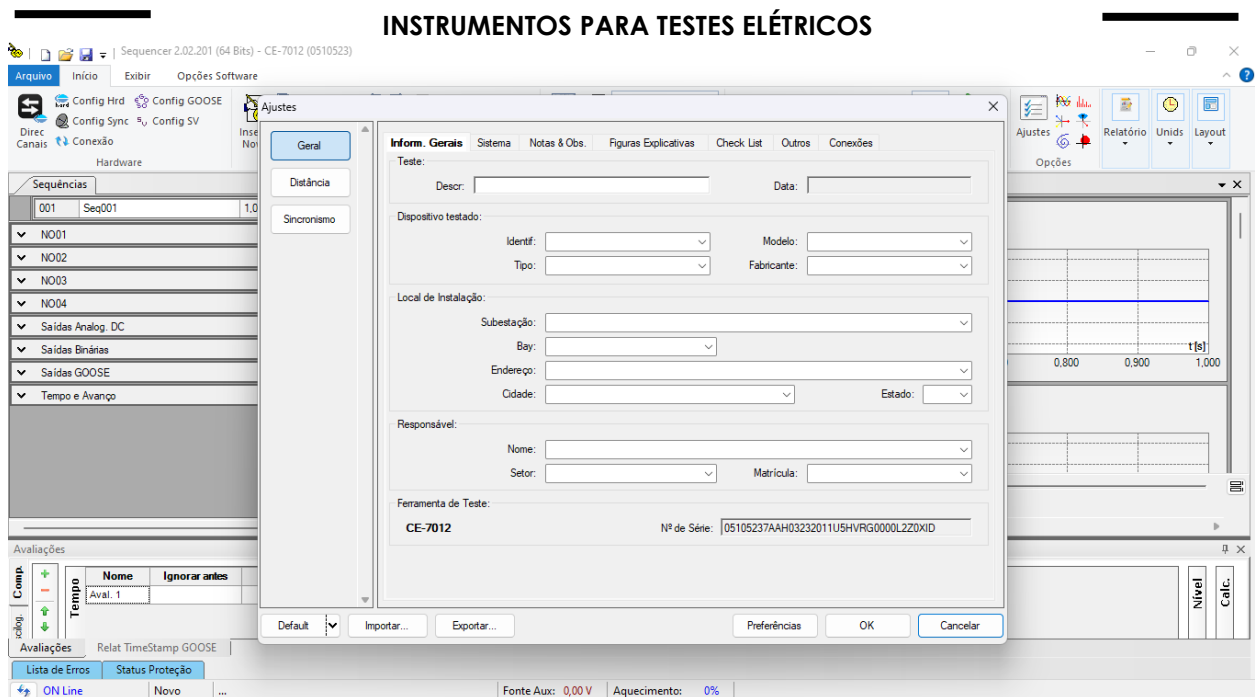 INSTRUMENTOS PARA TESTES ELÉTRICOS
Sequencer 2.02.201 (64 Bits) - CE-7012 (0510523)
Arquivo Início Exibir Opções Software
Direc Canais
Config Hrd Config GOOSE
Config Sync Config SV
Conexão
Hardware
Ajustes
Opções
Relatório
Unids
Layout
Sequências
001 Seq001
NO01
NO02
NO03
NO04
Saídas Analog. DC
Saídas Binárias
Saídas GOOSE
Tempo e Avanço
Ajustes
Geral
Distância
Sincronismo
Inform. Gerais Sistema Notas & Obs. Figuras Explicativas Check List Outros Conexões
Teste:
Descr: Data:
Dispositivo testado:
Identif: Modelo:
Tipo: Fabricante:
Local de Instalação:
Subestação:
Bay:
Endereço:
Cidade: Estado:
Responsável:
Nome:
Setor: Matrícula:
Ferramenta de Teste:
CE-7012 Nº de Série: 05105237AAH03232011U5HVRG0000L2Z0XID
Default Importar... Exportar... Preferências OK Cancelar
t [s]
0,800 0,900 1,000
Avaliações
Comp.
Tempo
Nome Ignorar antes
Aval. 1
Nível
Calc.
Avaliações Relat TimeStamp GOOSE
Lista de Erros Status Proteção
ON Line Novo ... Fonte Aux: 0,00 V Aquecimento: 0%